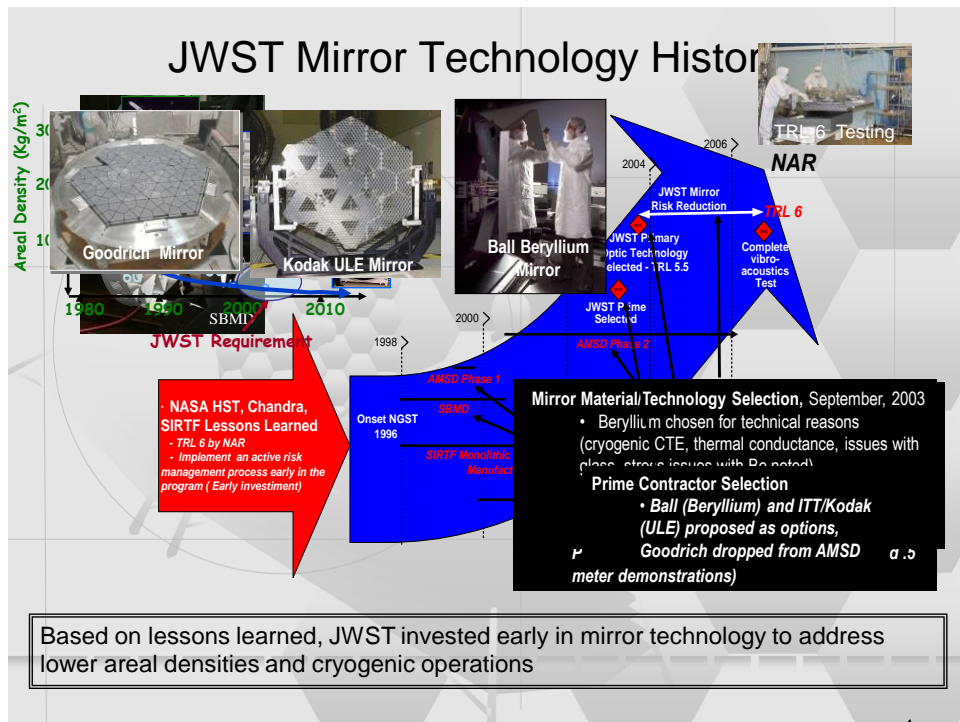 JWST Mirror Technology Histor
TRL-6 Testing
NAR
Areal Density (Kg/m²)
Goodrich Mirror
Kodak ULE Mirror
Ball Beryllium
Mirror
2004
2006
JWST Mirror
Risk Reduction
TRL 6
JWST Primary
Optic Technology
Selected - TRL 5.5
Complete
vibro-
acoustics
Test
JWST Prime
Selected
1980
1990
2000
2010
SBMD
JWST Requirement
1998
2000
AMSD Phase 2
AMSD Phase 1
SBMD
Onset NGST
1996
SIRTF Monolithic
· NASA HST, Chandra,
SIRTF Lessons Learned
- TRL 6 by NAR
- Implement an active risk
management process early in the
program ( Early investiment)
Mirror Material/Technology Selection, September, 2003
• Beryllium chosen for technical reasons
(cryogenic CTE, thermal conductance, issues with
glass, stress issues with Be noted)
Prime Contractor Selection
• Ball (Beryllium) and ITT/Kodak
(ULE) proposed as options,
Goodrich dropped from AMSD
meter demonstrations)
Based on lessons learned, JWST invested early in mirror technology to address
lower areal densities and cryogenic operations